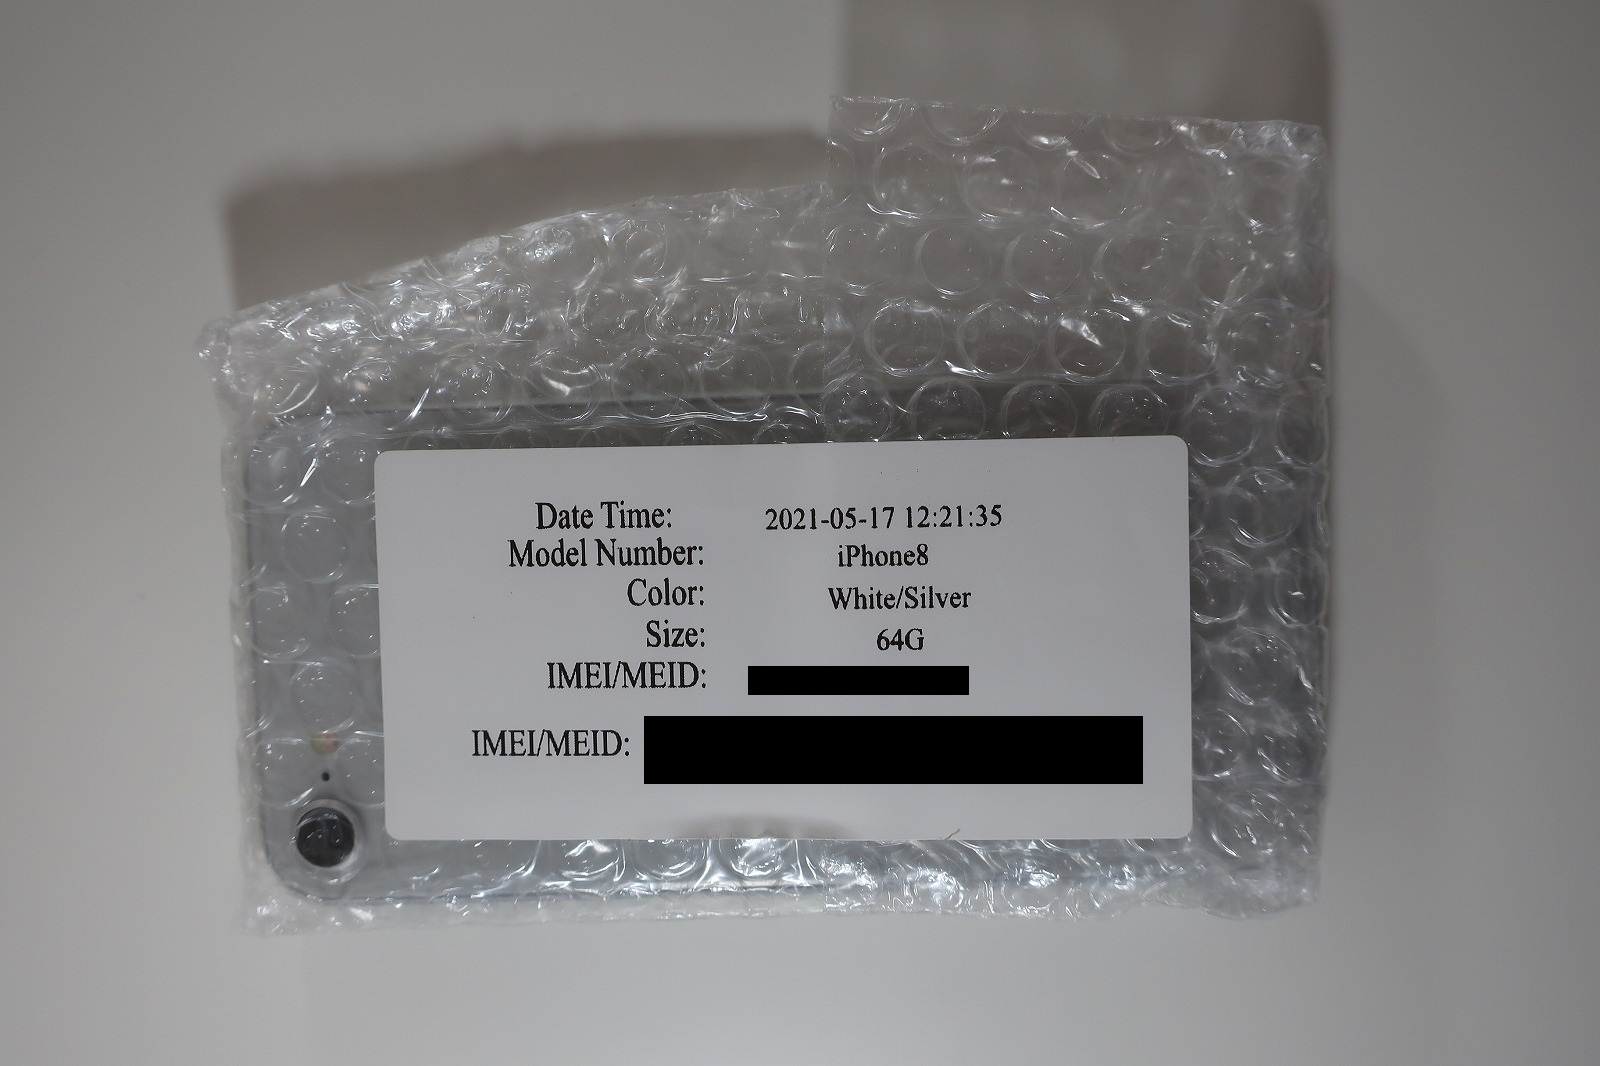 Date Time: 2021-05-17 12:21:35
Model Number: iPhone8
Color: White/Silver
Size: 64G
IMEI/MEID:
IMEI/MEID: